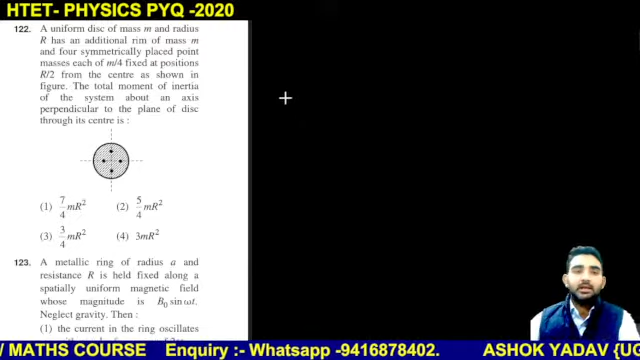 HTET- PHYSICS PYQ -2020
122. A uniform disc of mass m and radius
R has an additional rim of mass m
and four symmetrically placed point
masses each of m/4 fixed at positions
R/2 from the centre as shown in
figure. The total moment of inertia
of the system about an axis
perpendicular to the plane of disc
through its centre is :
(1) 7/4 mR² (2) 5/4 mR²
(3) 3/4 mR² (4) 3mR²
123. A metallic ring of radius a and
resistance R is held fixed along a
spatially uniform magnetic field
whose magnitude is B₀ sin ωt.
Neglect gravity. Then :
(1) the current in the ring oscillates
/ MATHS COURSE Enquiry :- Whatsapp -9416878402. ASHOK YADAV {UG